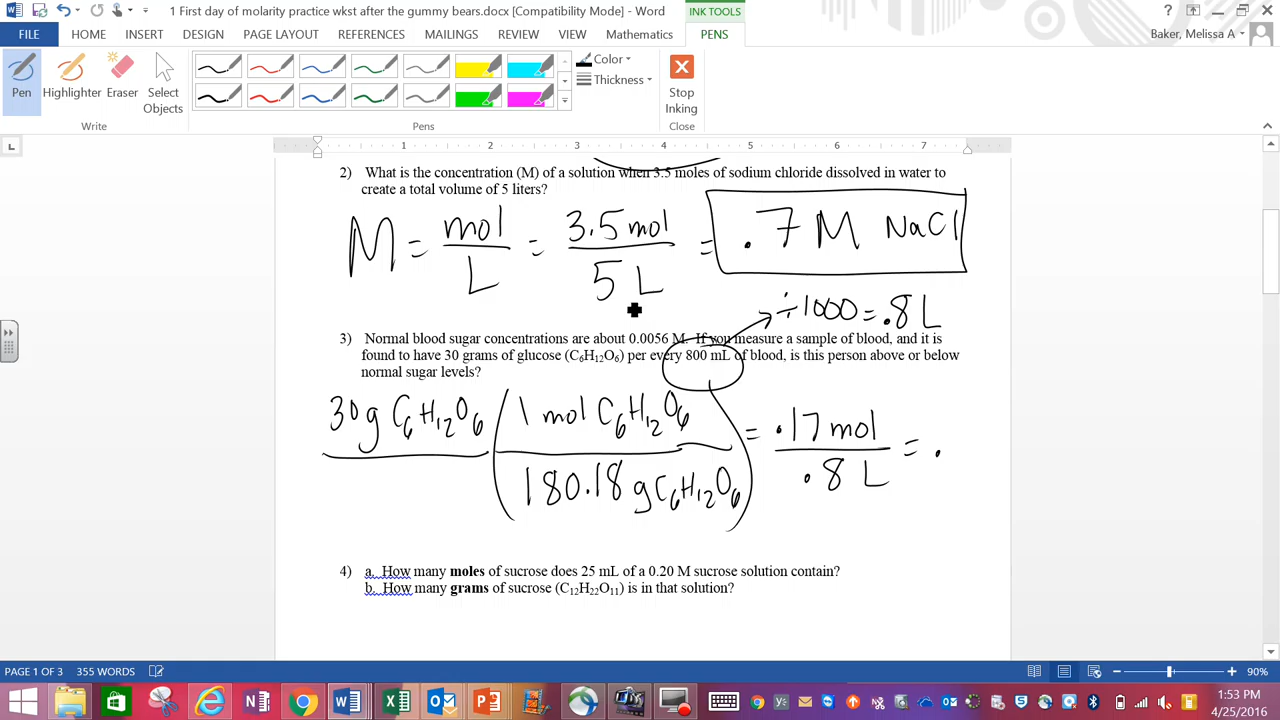 1 First day of molarity practice wkst after the gummy bears.docx [Compatibility Mode] - Word
INK TOOLS
FILE HOME INSERT DESIGN PAGE LAYOUT REFERENCES MAILINGS REVIEW VIEW Mathematics PENS Baker, Melissa A
Pen Highlighter Eraser Select Objects
Color
Thickness
Stop Inking
Write Pens Close
1 2 3 4 5 6 7
2) What is the concentration (M) of a solution when 3.5 moles of sodium chloride dissolved in water to
create a total volume of 5 liters?
M = mol / L = 3.5 mol / 5 L = .7 M NaCl
÷1000 = .8 L
3) Normal blood sugar concentrations are about 0.0056 M. If you measure a sample of blood, and it is
found to have 30 grams of glucose (C₆H₁₂O₆) per every 800 mL of blood, is this person above or below
normal sugar levels?
30g C₆H₁₂O₆ ( 1 mol C₆H₁₂O₆ / 180.18 g C₆H₁₂O₆ ) = .17 mol / .8 L = .
4) a. How many moles of sucrose does 25 mL of a 0.20 M sucrose solution contain?
b. How many grams of sucrose (C₁₂H₂₂O₁₁) is in that solution?
PAGE 1 OF 3 355 WORDS 90%
1:53 PM
4/25/2016